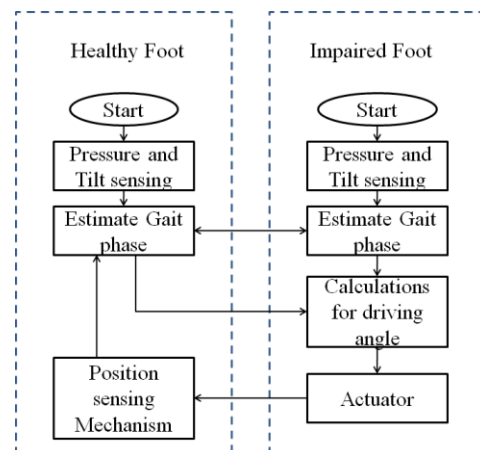 Healthy Foot
Start
Pressure and
Tilt sensing
Estimate Gait
phase
Position
sensing
Mechanism
Impaired Foot
Start
Pressure and
Tilt sensing
Estimate Gait
phase
Calculations
for driving
angle
Actuator